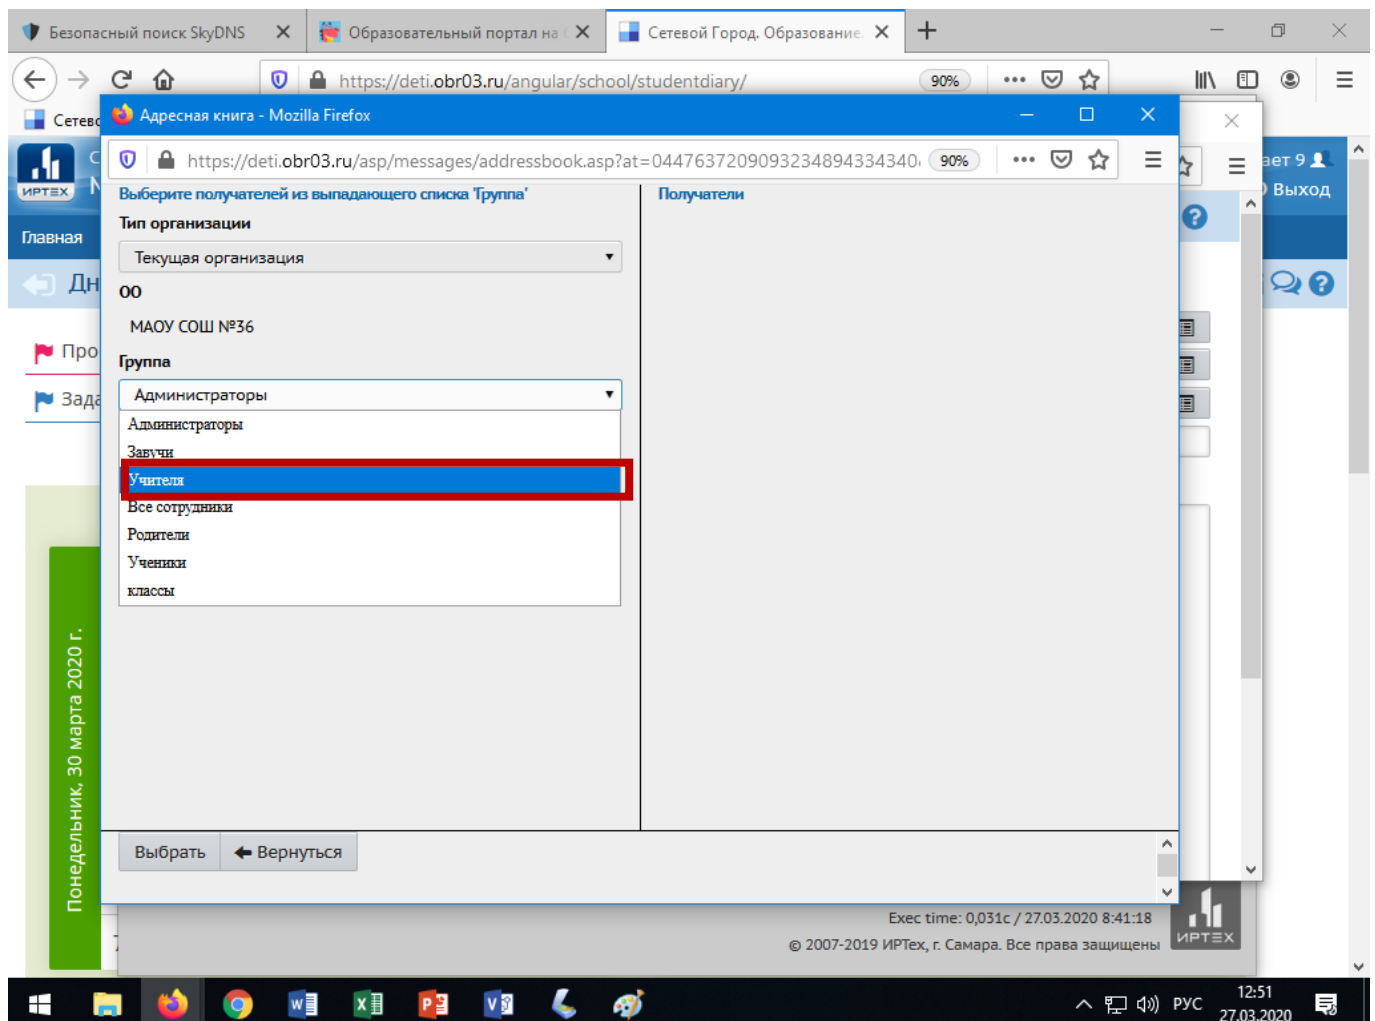 Безопасный поиск SkyDNS
Образовательный портал на б
Сетевой Город. Образование.
https://deti.obr03.ru/angular/school/studentdiary/
90%
Сетево
Адресная книга - Mozilla Firefox
https://deti.obr03.ru/asp/messages/addressbook.asp?at=
90%
ает 9
Выход
ИРТЕХ
Главная
Дн
Выберите получателей из выпадающего списка 'Группа'
Получатели
Тип организации
Текущая организация
ОО
МАОУ СОШ №36
Про
Группа
Зада
Администраторы
Администраторы
Завучи
Учителя
Все сотрудники
Родители
Ученики
классы
Понедельник, 30 марта 2020 г.
Выбрать
Вернуться
Exec time: 0,031с / 27.03.2020 8:41:18
© 2007-2019 ИРТех, г. Самара. Все права защищены
ИРТЕХ
РУС
12:51
27.03.2020